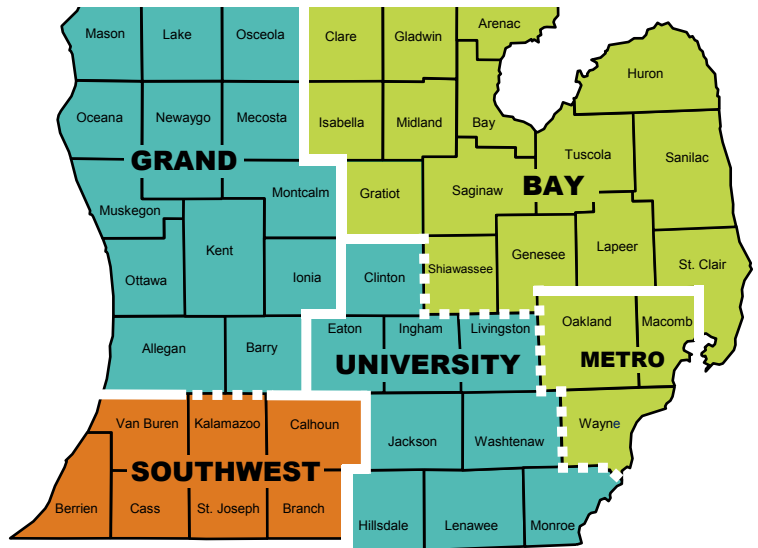 Mason
Lake
Osceola
Clare
Gladwin
Arenac
Huron
Oceana
Newaygo
Mecosta
Isabella
Midland
Bay
Tuscola
Sanilac
GRAND
BAY
Montcalm
Gratiot
Saginaw
Muskegon
Kent
Genesee
Lapeer
Ottawa
Ionia
Clinton
Shiawassee
St. Clair
Allegan
Barry
Eaton
Ingham
Livingston
Oakland
Macomb
UNIVERSITY
METRO
Van Buren
Kalamazoo
Calhoun
Jackson
Washtenaw
Wayne
SOUTHWEST
Berrien
Cass
St. Joseph
Branch
Hillsdale
Lenawee
Monroe